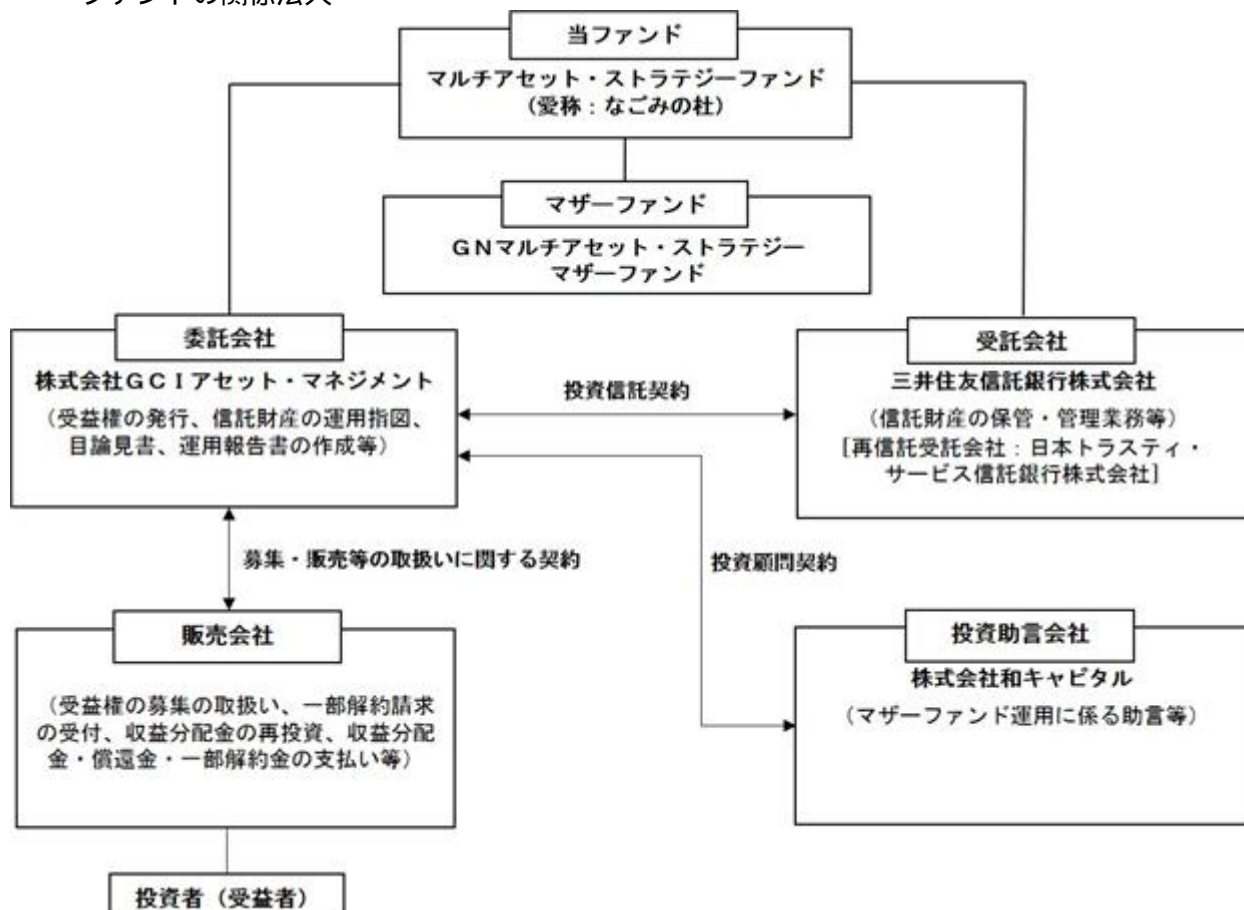 ファンドの関係法人
当ファンド
マルチアセット・ストラテジーファンド
（愛称：なごみの杜）
マザーファンド
ＧＮマルチアセット・ストラテジー
マザーファンド
委託会社
株式会社ＧＣＩアセット・マネジメント
（受益権の発行、信託財産の運用指図、
目論見書、運用報告書の作成等）
投資信託契約
受託会社
三井住友信託銀行株式会社
（信託財産の保管・管理業務等）
［再信託受託会社：日本トラスティ・
サービス信託銀行株式会社］
募集・販売等の取扱いに関する契約
投資顧問契約
販売会社
（受益権の募集の取扱い、一部解約請求
の受付、収益分配金の再投資、収益分配
金・償還金・一部解約金の支払い等）
投資助言会社
株式会社和キャピタル
（マザーファンド運用に係る助言等）
投資者（受益者）